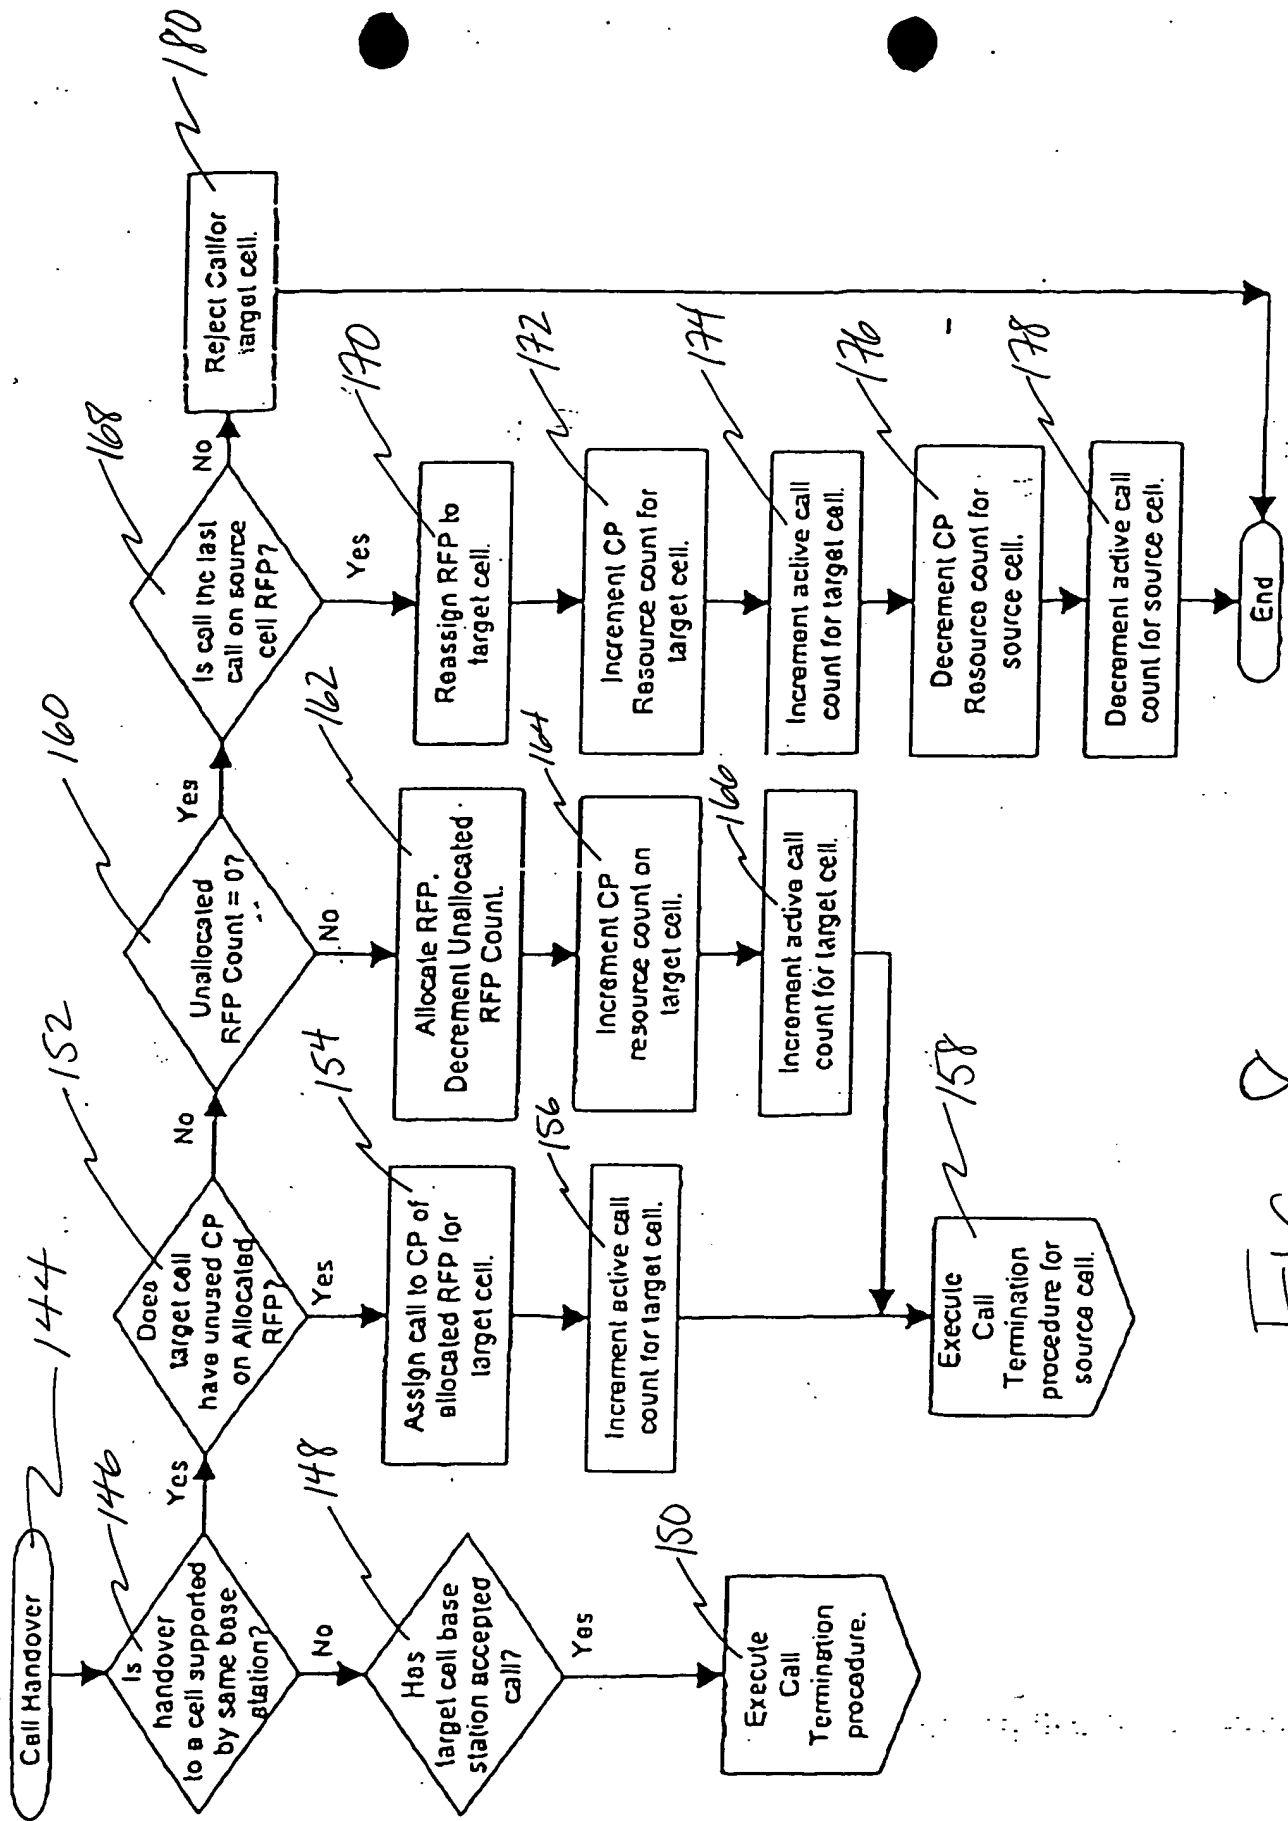 Call Handover
144
Is
handover
to a cell supported
by same base
station?
146
Yes
No
Has
target cell base
station accepted
call?
148
Yes
Execute
Call
Termination
procedure.
150
Does
target cell
have unused CP
on Allocated
RFP?
152
No
Yes
Assign call to CP of
allocated RFP for
target cell.
154
Increment active call
count for target cell.
156
Execute
Call
Termination
procedure for
source cell.
158
Unallocated
RFP Count = 0?
160
Yes
No
Allocate RFP.
Decrement Unallocated
RFP Count.
162
Increment CP
resource count on
target cell.
164
Increment active call
count for target cell.
166
Is call the last
call on source
cell RFP?
168
No
Yes
Reassign RFP to
target cell.
170
Increment CP
Resource count for
target cell.
172
Increment active call
count for target cell.
174
Decrement CP
Resource count for
source cell.
176
Decrement active call
count for source cell.
178
Reject Call for
target cell.
180
End